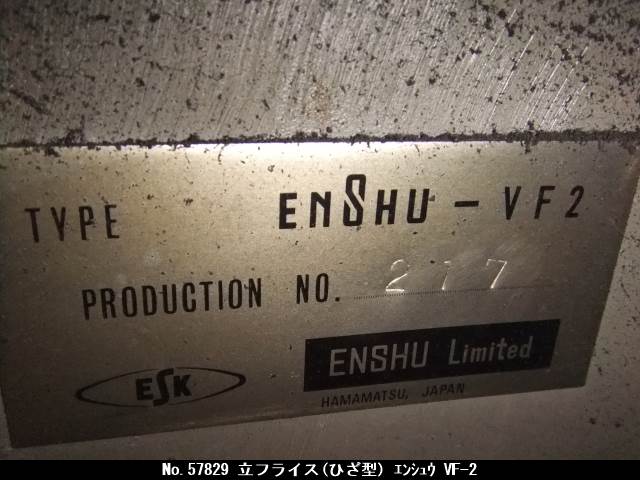 TYPE ENSHU-VF2
PRODUCTION NO. 217
ESK
ENSHU Limited
HAMAMATSU, JAPAN
No.57829 立フライス(ひざ型) ｴﾝｼｭｳ VF-2